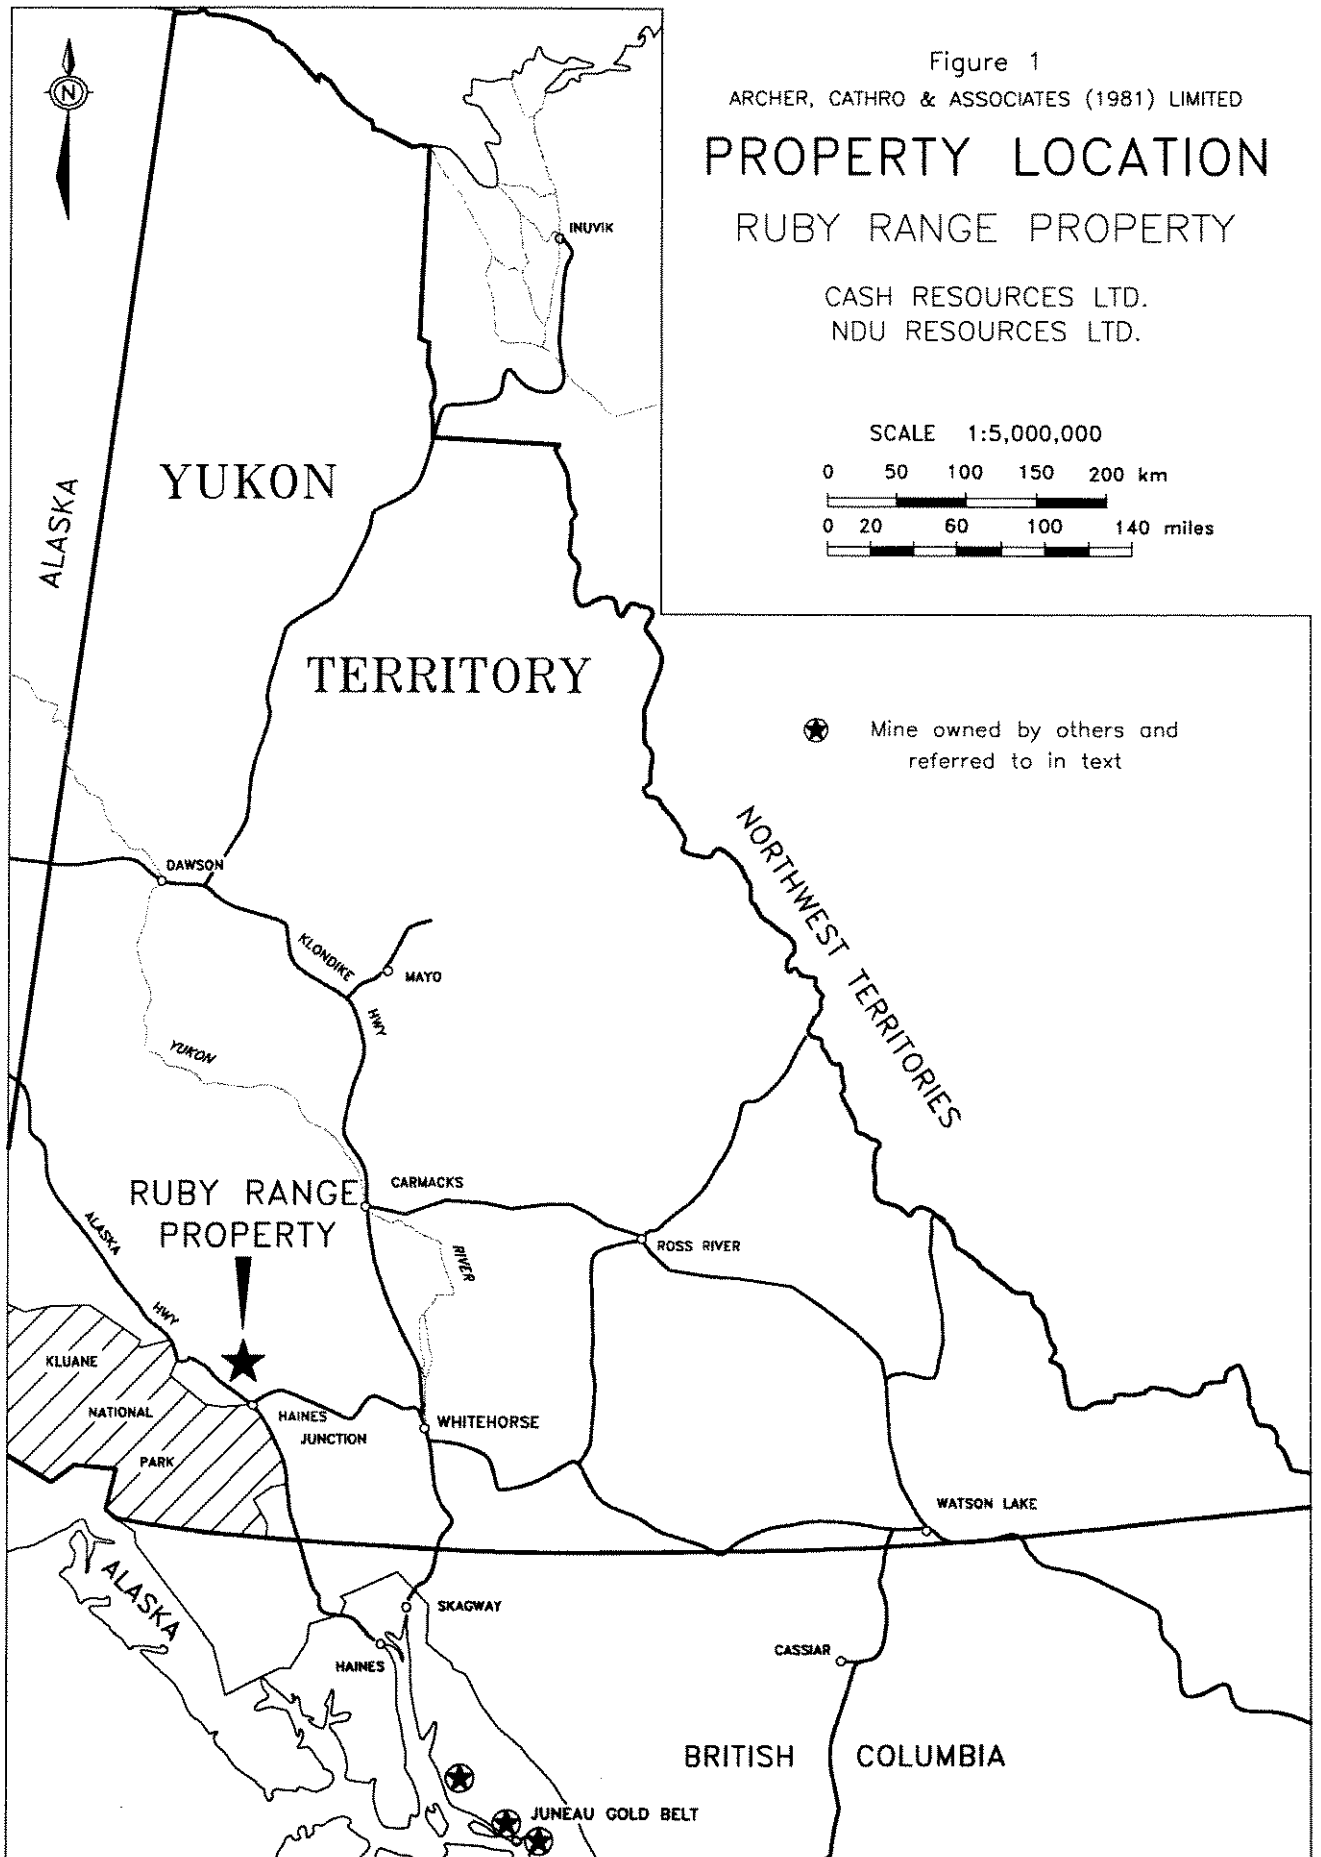 Figure 1
ARCHER, CATHRO & ASSOCIATES (1981) LIMITED
PROPERTY LOCATION
RUBY RANGE PROPERTY
CASH RESOURCES LTD.
NDU RESOURCES LTD.
SCALE 1:5,000,000
0 50 100 150 200 km
0 20 60 100 140 miles
N
INUVIK
YUKON
ALASKA
TERRITORY
Mine owned by others and
referred to in text
NORTHWEST TERRITORIES
DAWSON
KLONDIKE
HWY
MAYO
YUKON
RIVER
CARMACKS
RUBY RANGE
PROPERTY
ALASKA
HWY
ROSS RIVER
KLUANE
NATIONAL
PARK
HAINES
JUNCTION
WHITEHORSE
WATSON LAKE
ALASKA
SKAGWAY
HAINES
CASSIAR
BRITISH COLUMBIA
JUNEAU GOLD BELT